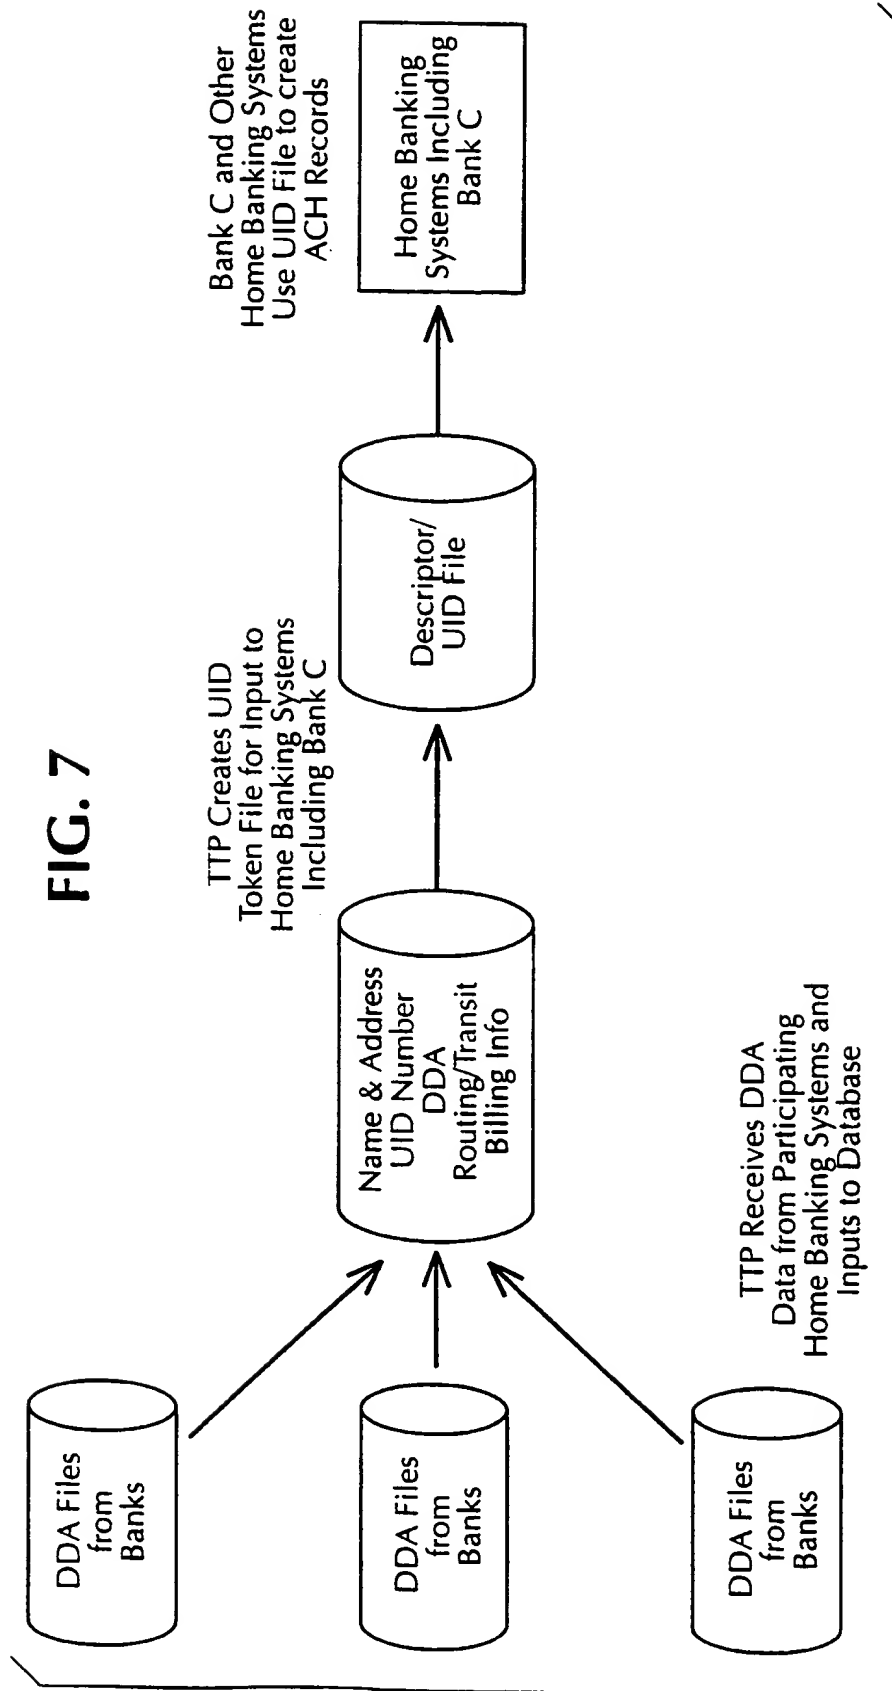 FIG. 7
DDA Files
from
Banks
DDA Files
from
Banks
DDA Files
from
Banks
TTP Receives DDA
Data from Participating
Home Banking Systems and
Inputs to Database
Name & Address
UID Number
DDA
Routing/Transit
Billing Info
TTP Creates UID
Token File for Input to
Home Banking Systems
Including Bank C
Descriptor/
UID File
Bank C and Other
Home Banking Systems
Use UID File to create
ACH Records
Home Banking
Systems Including
Bank C